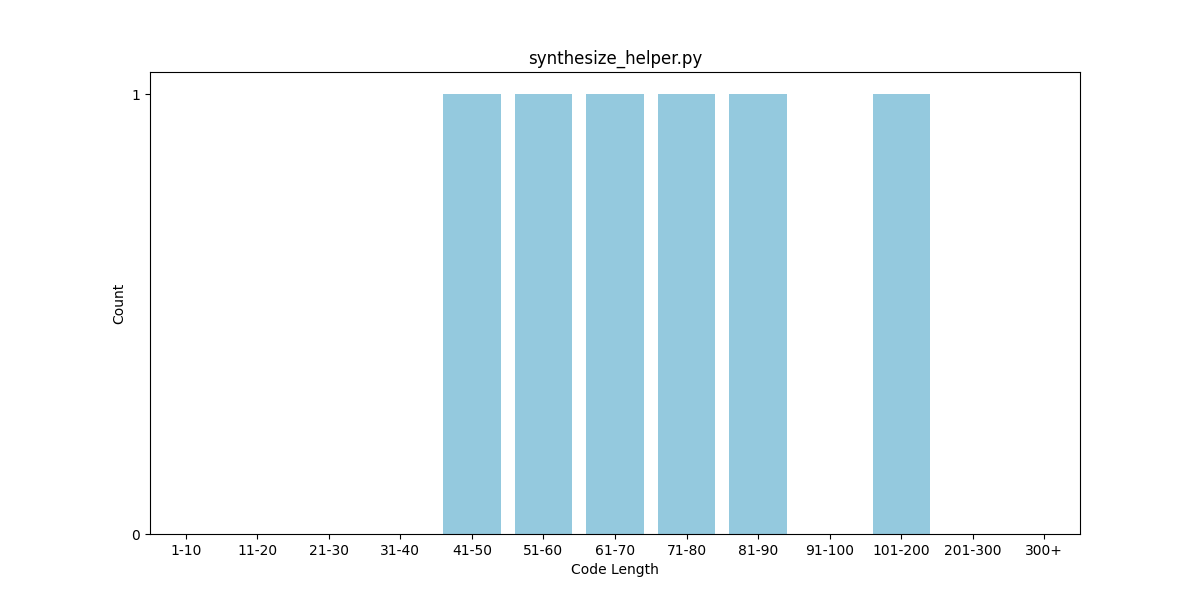 synthesize_helper.py
1
0
Count
1-10 11-20 21-30 31-40 41-50 51-60 61-70 71-80 81-90 91-100 101-200 201-300 300+
Code Length